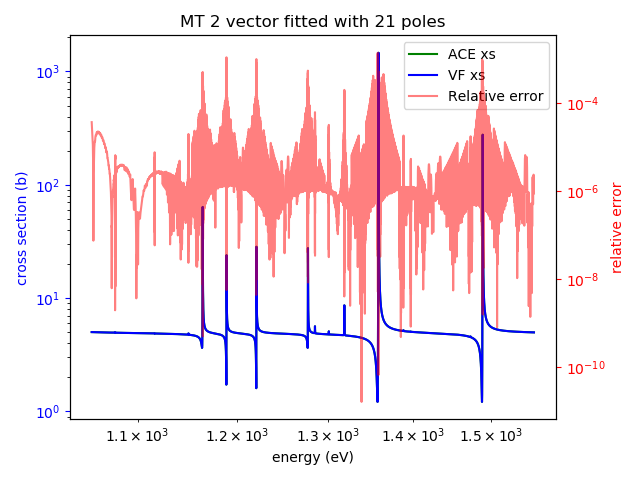 MT 2 vector fitted with 21 poles
ACE xs
VF xs
Relative error
10³
10²
10¹
10⁰
cross section (b)
10⁻⁴
10⁻⁶
10⁻⁸
10⁻¹⁰
relative error
1.1 × 10³ 1.2 × 10³ 1.3 × 10³ 1.4 × 10³ 1.5 × 10³
energy (eV)